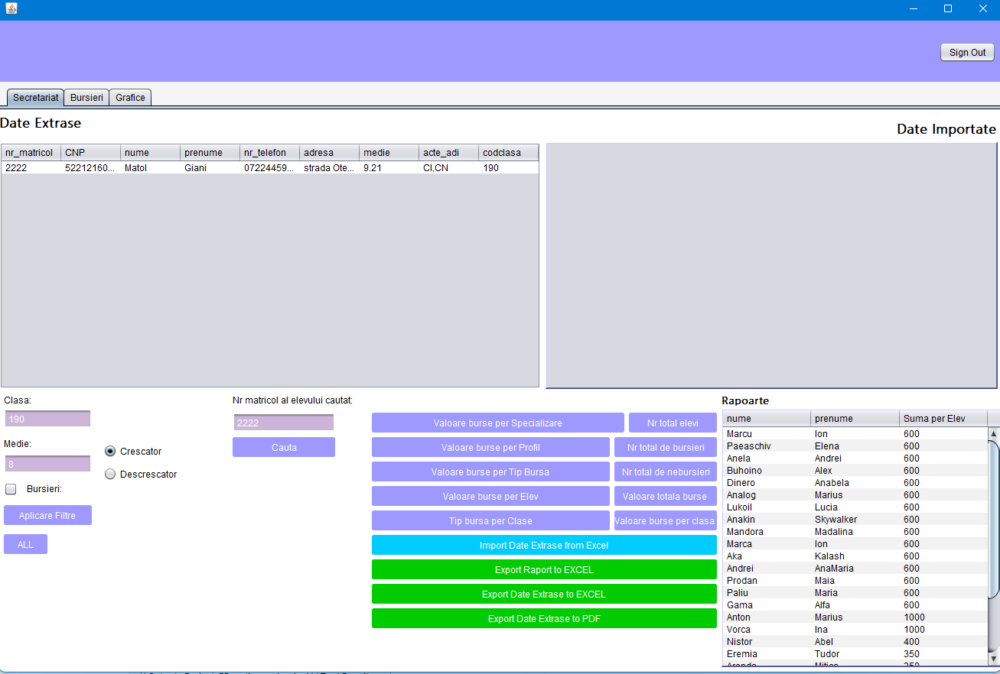 Sign Out
Secretariat Bursieri Grafice
Date Extrase
Date Importate
nr_matricol CNP nume prenume nr_telefon adresa medie acte_adi codclasa
2222 52212160... Matol Giani 07224459... strada Ote... 9.21 CI,CN 190
Clasa:
190
Medie:
8
Bursieri:
Aplicare Filtre
ALL
Crescator
Descrescator
Nr matricol al elevului cautat:
2222
Cauta
Valoare burse per Specializare Nr total elevi
Valoare burse per Profil Nr total de bursieri
Valoare burse per Tip Bursa Nr total de nebursieri
Valoare burse per Elev Valoare totala burse
Tip bursa per Clase Valoare burse per clasa
Import Date Extrase from Excel
Export Raport to EXCEL
Export Date Extrase to EXCEL
Export Date Extrase to PDF
Rapoarte
nume prenume Suma per Elev
Marcu Ion 600
Paeaschiv Elena 600
Anela Andrei 600
Buhoino Alex 600
Dinero Anabela 600
Analog Marius 600
Lukoil Lucia 600
Anakin Skywalker 600
Mandora Madalina 600
Marca Ion 600
Aka Kalash 600
Andrei AnaMaria 600
Prodan Maia 600
Paliu Maria 600
Gama Alfa 600
Anton Marius 1000
Vorca Ina 1000
Nistor Abel 400
Eremia Tudor 350